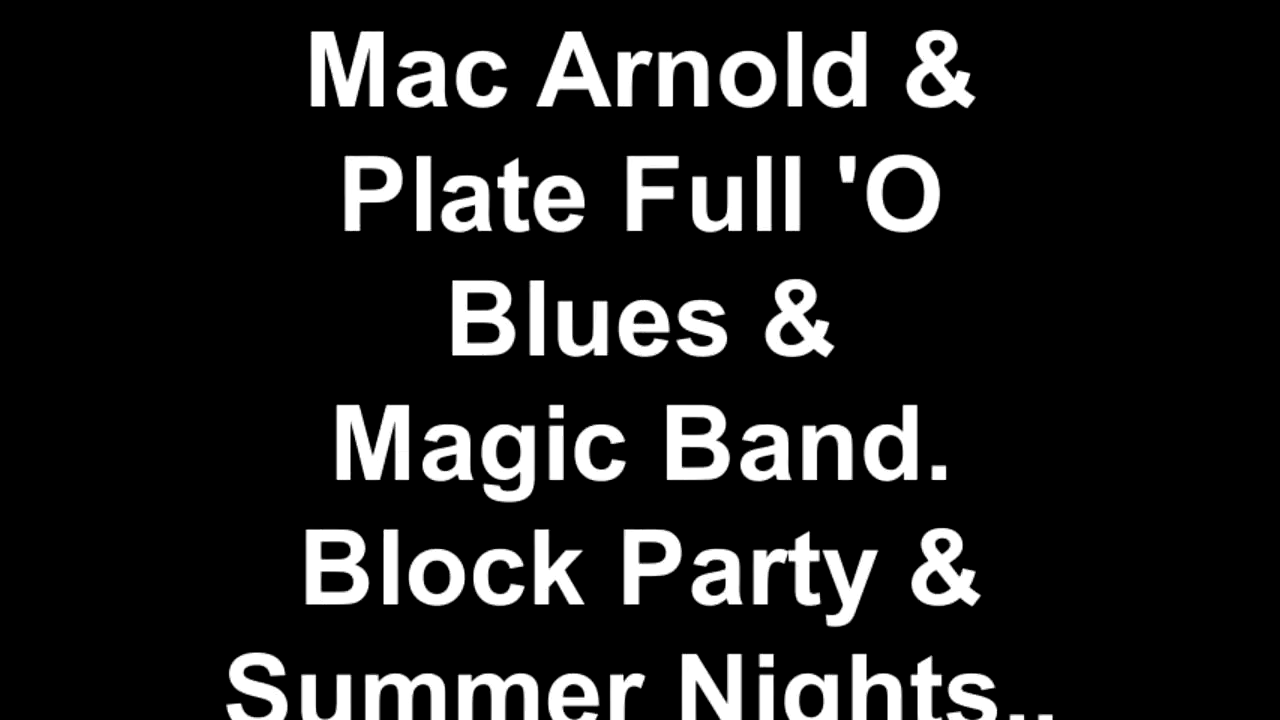 Mac Arnold &
Plate Full 'O
Blues &
Magic Band.
Block Party &
Summer Nights..